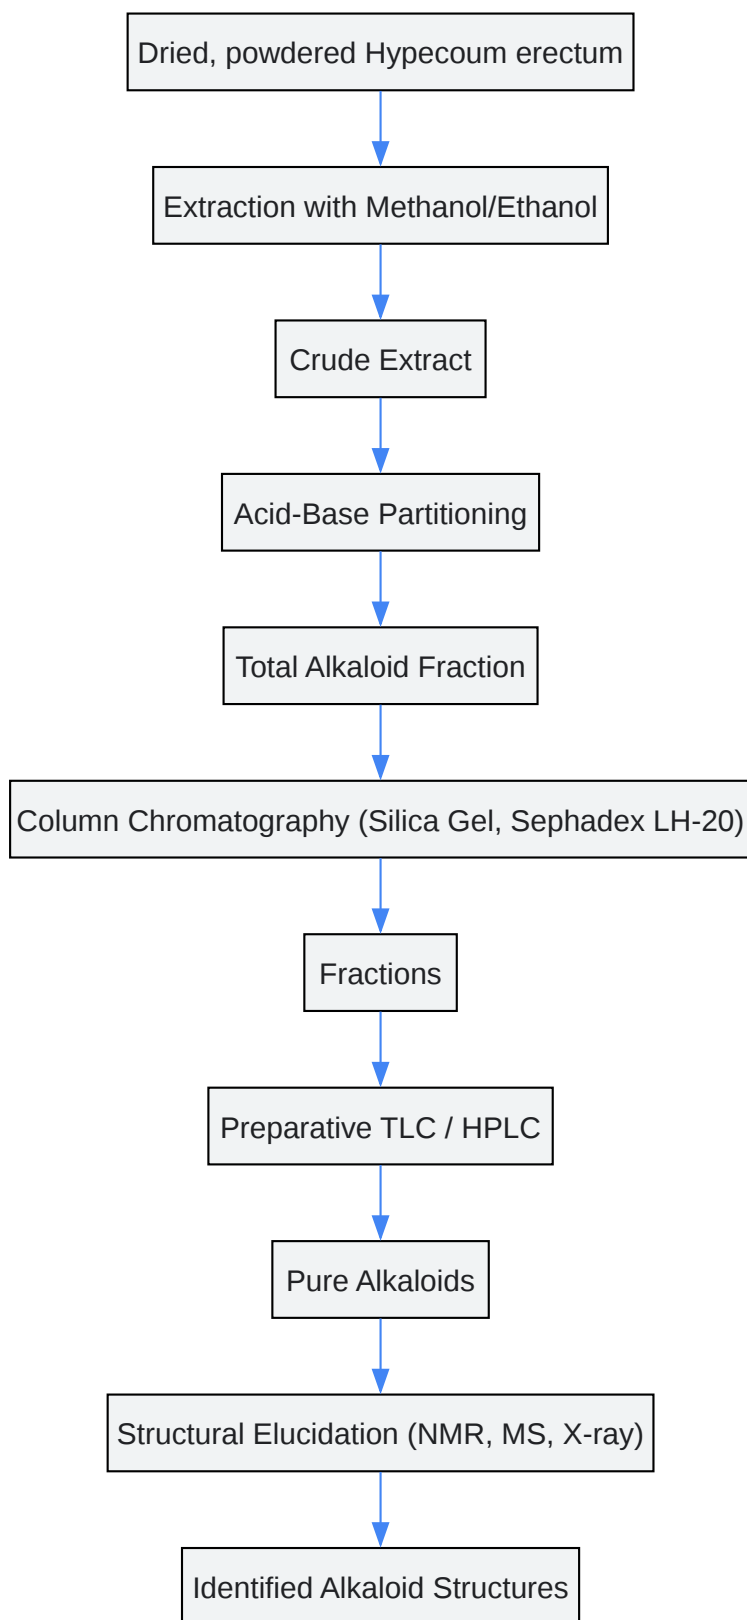 Dried, powdered Hypecoum erectum
Extraction with Methanol/Ethanol
Crude Extract
Acid-Base Partitioning
Total Alkaloid Fraction
Column Chromatography (Silica Gel, Sephadex LH-20)
Fractions
Preparative TLC / HPLC
Pure Alkaloids
Structural Elucidation (NMR, MS, X-ray)
Identified Alkaloid Structures